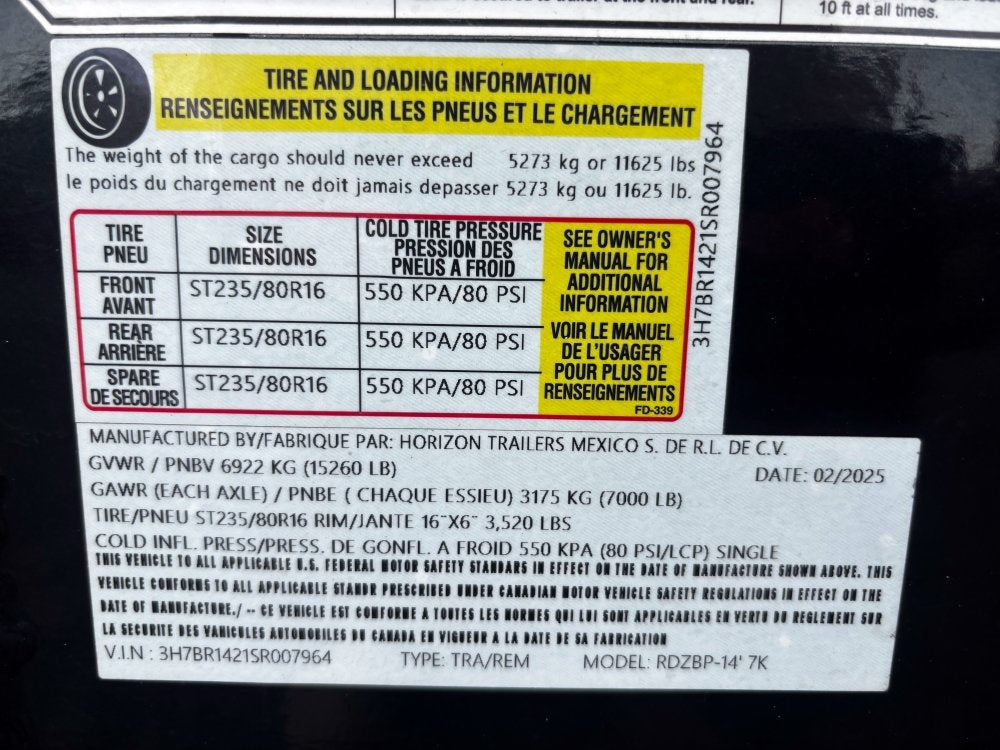 10 ft at all times.
TIRE AND LOADING INFORMATION
RENSEIGNEMENTS SUR LES PNEUS ET LE CHARGEMENT
The weight of the cargo should never exceed 5273 kg or 11625 lbs
le poids du chargement ne doit jamais depasser 5273 kg ou 11625 lb.
3H7BR1421SR007964
TIRE
PNEU
SIZE
DIMENSIONS
COLD TIRE PRESSURE
PRESSION DES
PNEUS A FROID
FRONT
AVANT
ST235/80R16
550 KPA/80 PSI
REAR
ARRIÈRE
ST235/80R16
550 KPA/80 PSI
SPARE
DE SECOURS
ST235/80R16
550 KPA/80 PSI
SEE OWNER'S
MANUAL FOR
ADDITIONAL
INFORMATION
VOIR LE MANUEL
DE L'USAGER
POUR PLUS DE
RENSEIGNEMENTS
FD-339
MANUFACTURED BY/FABRIQUE PAR: HORIZON TRAILERS MEXICO S. DE R.L. DE C.V.
GVWR / PNBV 6922 KG (15260 LB)
DATE: 02/2025
GAWR (EACH AXLE) / PNBE ( CHAQUE ESSIEU) 3175 KG (7000 LB)
TIRE/PNEU ST235/80R16 RIM/JANTE 16"X6" 3,520 LBS
COLD INFL. PRESS/PRESS. DE GONFL. A FROID 550 KPA (80 PSI/LCP) SINGLE
THIS VEHICLE TO ALL APPLICABLE U.S. FEDERAL MOTOR SAFETY STANDARS IN EFFECT ON THE DATE OF MANUFACTURE SHOWN ABOVE. THIS
VEHICLE CONFORMS TO ALL APPLICABLE STANDR PRESCRIBED UNDER CANADIAN MOTOR VEHICLE SAFETY REGULATIONS IN EFFECT ON THE
DATE OF MANUFACTURE./ -- CE VEHICLE EST CONFORME A TOUTES LES NORMES QUI LUI SONT APPLICABLES EN VERTU DU REGLEMENT SUR
LA SECURITE DES VAHICULES AUTOMOBILES DU CANADA EN VIGUEUR A LA DATE DE SA FABRICATION
V.I.N : 3H7BR1421SR007964
TYPE: TRA/REM
MODEL: RDZBP-14' 7K